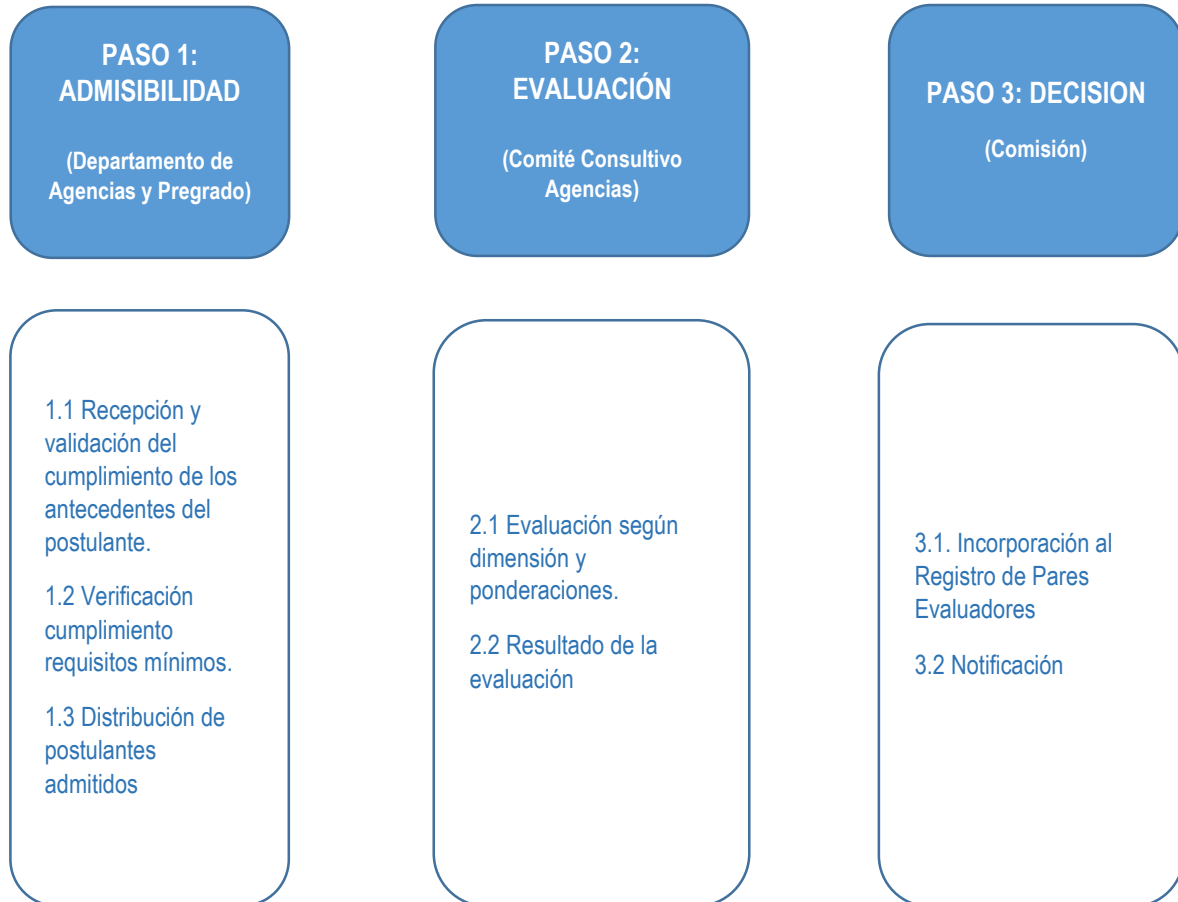 PASO 1:
ADMISIBILIDAD
(Departamento de
Agencias y Pregrado)
PASO 2:
EVALUACIÓN
(Comité Consultivo
Agencias)
PASO 3: DECISION
(Comisión)
1.1 Recepción y
validación del
cumplimiento de los
antecedentes del
postulante.
1.2 Verificación
cumplimiento
requisitos mínimos.
1.3 Distribución de
postulantes
admitidos
2.1 Evaluación según
dimensión y
ponderaciones.
2.2 Resultado de la
evaluación
3.1. Incorporación al
Registro de Pares
Evaluadores
3.2 Notificación